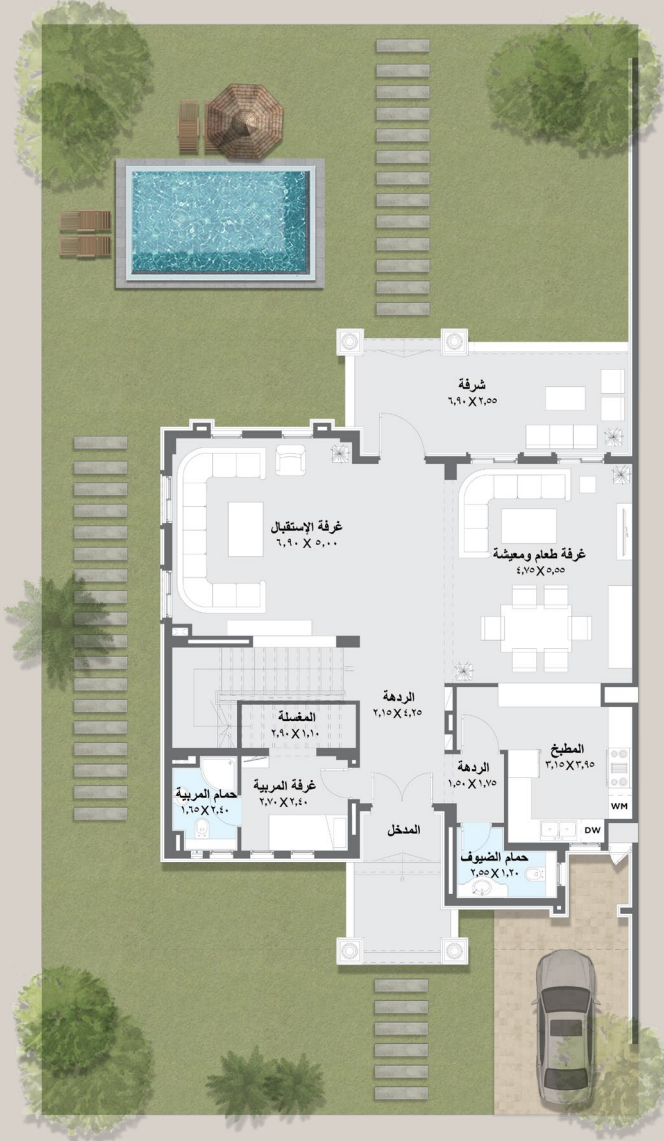 شرفة
٦,٩٠ X ٢,٥٥
غرفة الإستقبال
٦,٩٠ X ٥,٠٠
غرفة طعام ومعيشة
٤,٧٥ X ٥,٥٥
الردهة
٢,١٥ X ٤,٢٥
المغسلة
٢,٩٠ X ١,١٠
المطبخ
٣,١٥ X ٣,٩٥
الردهة
١,٥٠ X ١,٧٥
غرفة المربية
٢,٧٠ X ٢,٤٠
حمام المربية
١,٦٥ X ٢,٤٠
WM
المدخل
DW
حمام الضيوف
٢,٥٥ X ١,٢٠